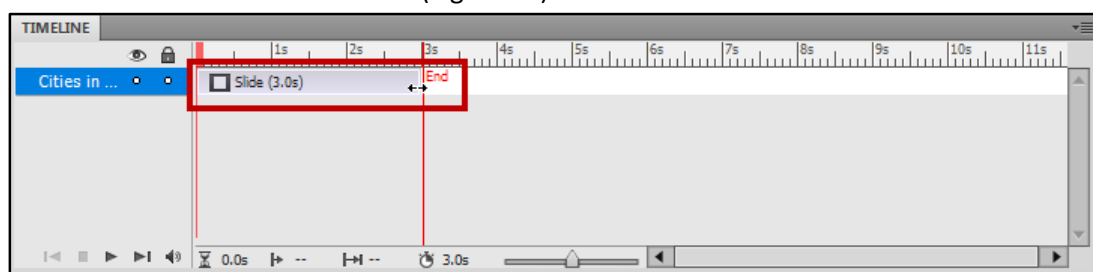 TIMELINE
1s 2s 3s 4s 5s 6s 7s 8s 9s 10s 11s
Cities in ... Slide (3.0s) End
0.0s -- -- 3.0s